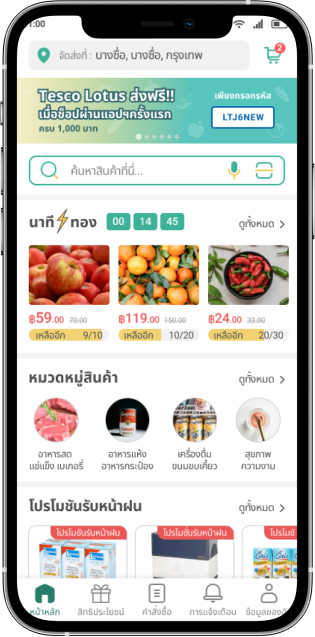 1:00
จัดส่งที่ : บางซื่อ, บางซื่อ, กรุงเทพ
2
Tesco Lotus ส่งฟรี!!
เมื่อช็อปผ่านแอปฯครั้งแรก
ครบ 1,000 บาท
เพียงกรอกรหัส
LTJ6NEW
ค้นหาสินค้าที่นี่...
นาที ทอง 00 14 45 ดูทั้งหมด >
฿59.00 70.00 ฿119.00 150.00 ฿24.00 33.00
เหลืออีก 9/10 เหลืออีก 10/20 เหลืออีก 20/30
หมวดหมู่สินค้า ดูทั้งหมด >
อาหารสด อาหารแห้ง เครื่องดื่ม สุขภาพ
แช่แข็ง เบเกอรี่ อาหารกระป๋อง ขนมขบเคี้ยว ความงาม
โปรโมชันรับหน้าฝน ดูทั้งหมด >
โปรโมชันรับหน้าฝน โปรโมชันรับหน้าฝน โปรโมชั
หน้าหลัก สิทธิประโยชน์ คำสั่งซื้อ การแจ้งเตือน ข้อมูลของฉัน